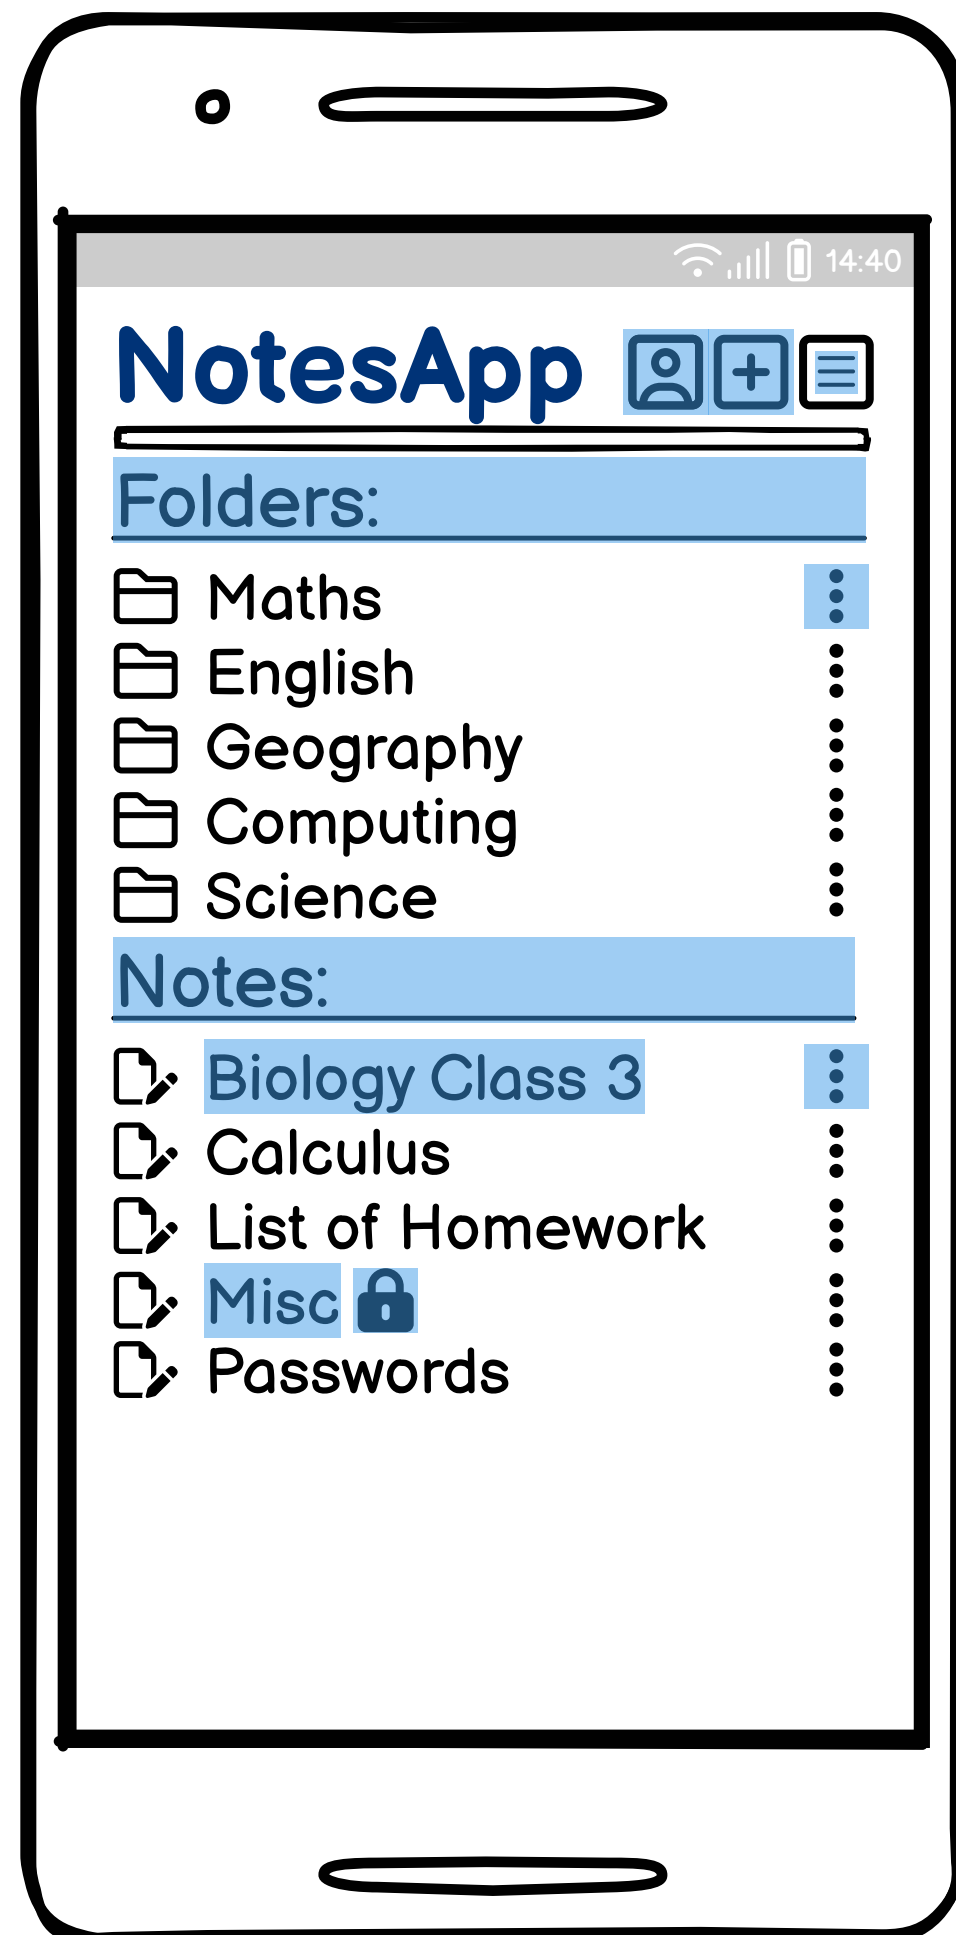 14:40
NotesApp
Folders:
Maths
English
Geography
Computing
Science
Notes:
Biology Class 3
Calculus
List of Homework
Misc
Passwords